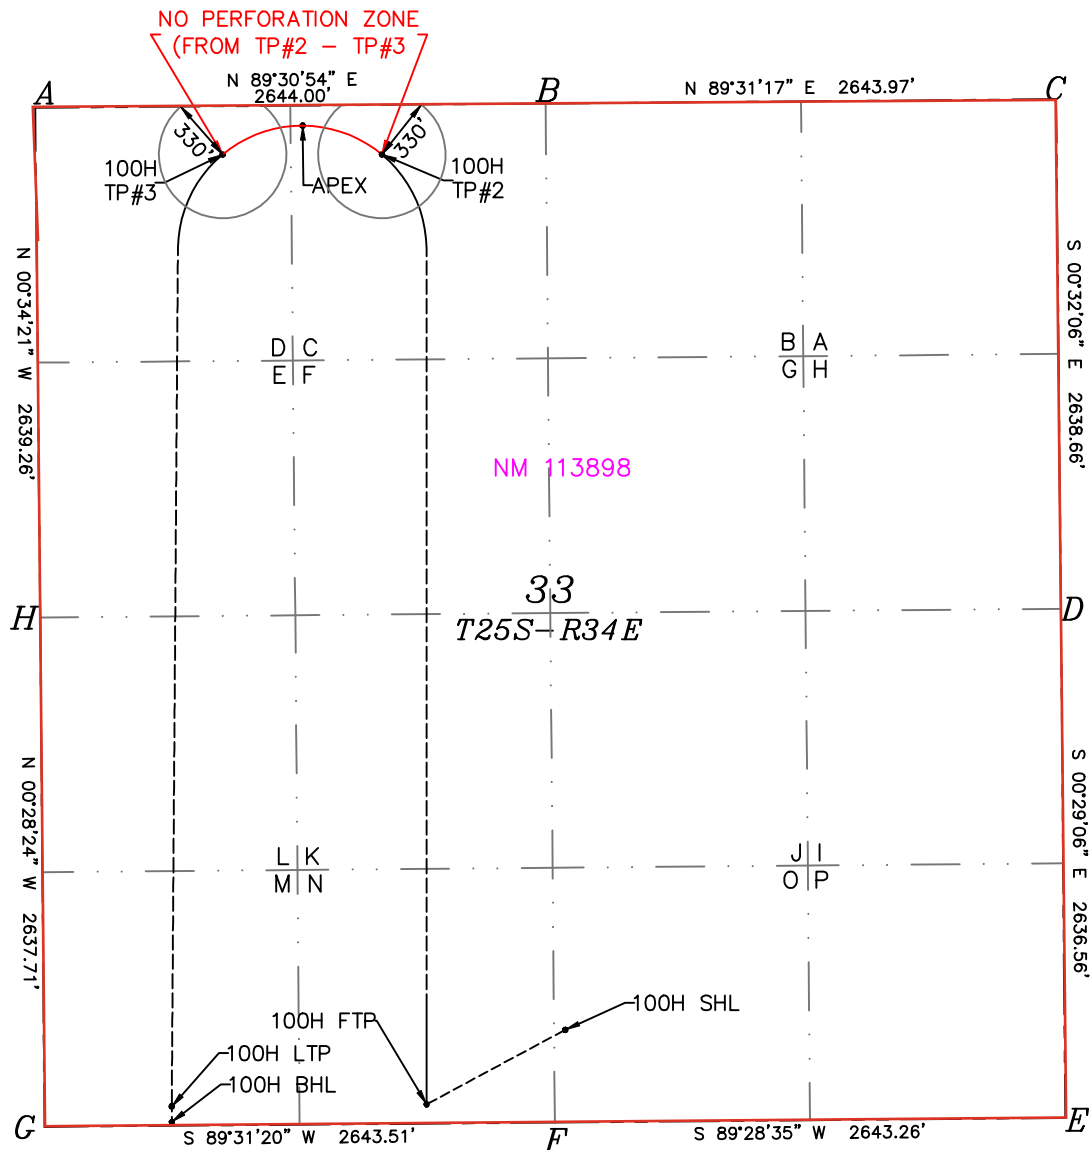 NO PERFORATION ZONE
(FROM TP#2 – TP#3
N 89°30'54" E
2644.00'
N 89°31'17" E 2643.97'
A
B
C
330'
330'
100H
TP#3
APEX
100H
TP#2
N 00°34'21" W 2639.26'
S 00°32'06" E 2638.66'
D C
E F
B A
G H
NM 113898
33
T25S–R34E
H
D
N 00°28'24" W 2637.71'
S 00°29'06" E 2636.56'
L K
M N
J I
O P
100H SHL
100H FTP
100H LTP
100H BHL
G
F
E
S 89°31'20" W 2643.51'
S 89°28'35" W 2643.26'